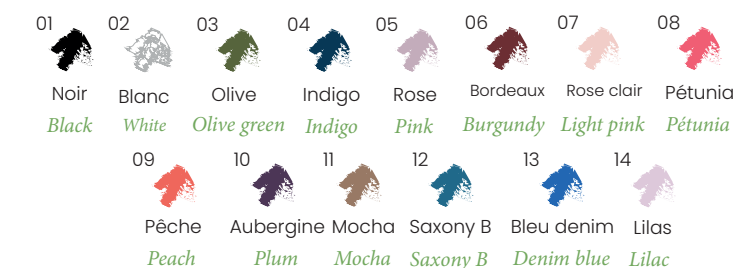 01 02 03 04 05 06 07 08
Noir Blanc Olive Indigo Rose Bordeaux Rose clair Pétunia
Black White Olive green Indigo Pink Burgundy Light pink Pétunia
09 10 11 12 13 14
Pêche Aubergine Mocha Saxony B Bleu denim Lilas
Peach Plum Mocha Saxony B Denim blue Lilac